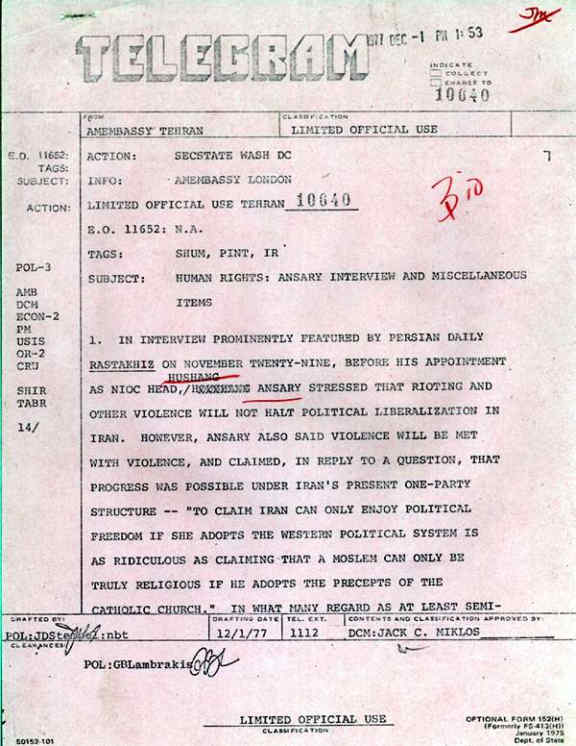 Jm
TELEGRAM
1977 DEC -1 PM 1:53
INDICATE
COLLECT
CHARGE TO
10640
FROM
CLASSIFICATION
AMEMBASSY TEHRAN
LIMITED OFFICIAL USE
E.O. 11652:
TAGS:
SUBJECT:
ACTION:
POL-3
AMB
DCM
ECON-2
PM
USIS
OR-2
CRU
SHIR
TABR
14/
ACTION: SECSTATE WASH DC
7
INFO: AMEMBASSY LONDON
LIMITED OFFICIAL USE TEHRAN 10640
E.O. 11652: N.A.
TAGS: SHUM, PINT, IR
SUBJECT: HUMAN RIGHTS: ANSARY INTERVIEW AND MISCELLANEOUS
ITEMS
1. IN INTERVIEW PROMINENTLY FEATURED BY PERSIAN DAILY
RASTAKHIZ ON NOVEMBER TWENTY-NINE, BEFORE HIS APPOINTMENT
HUSHANG
AS NIOC HEAD,/ ANSARY STRESSED THAT RIOTING AND
OTHER VIOLENCE WILL NOT HALT POLITICAL LIBERALIZATION IN
IRAN. HOWEVER, ANSARY ALSO SAID VIOLENCE WILL BE MET
WITH VIOLENCE, AND CLAIMED, IN REPLY TO A QUESTION, THAT
PROGRESS WAS POSSIBLE UNDER IRAN'S PRESENT ONE-PARTY
STRUCTURE -- "TO CLAIM IRAN CAN ONLY ENJOY POLITICAL
FREEDOM IF SHE ADOPTS THE WESTERN POLITICAL SYSTEM IS
AS RIDICULOUS AS CLAIMING THAT A MOSLEM CAN ONLY BE
TRULY RELIGIOUS IF HE ADOPTS THE PRECEPTS OF THE
CATHOLIC CHURCH." IN WHAT MANY REGARD AS AT LEAST SEMI-
DRAFTED BY:
DRAFTING DATE
TEL. EXT.
CONTENTS AND CLASSIFICATION APPROVED BY:
POL:JDSte :nbt
12/1/77
1112
DCM:JACK C. MIKLOS
CLEARANCES:
POL:GBLambrakis
LIMITED OFFICIAL USE
CLASSIFICATION
50152-101
OPTIONAL FORM 152(H)
(Formerly FS-413(H))
January 1975
Dept. of State